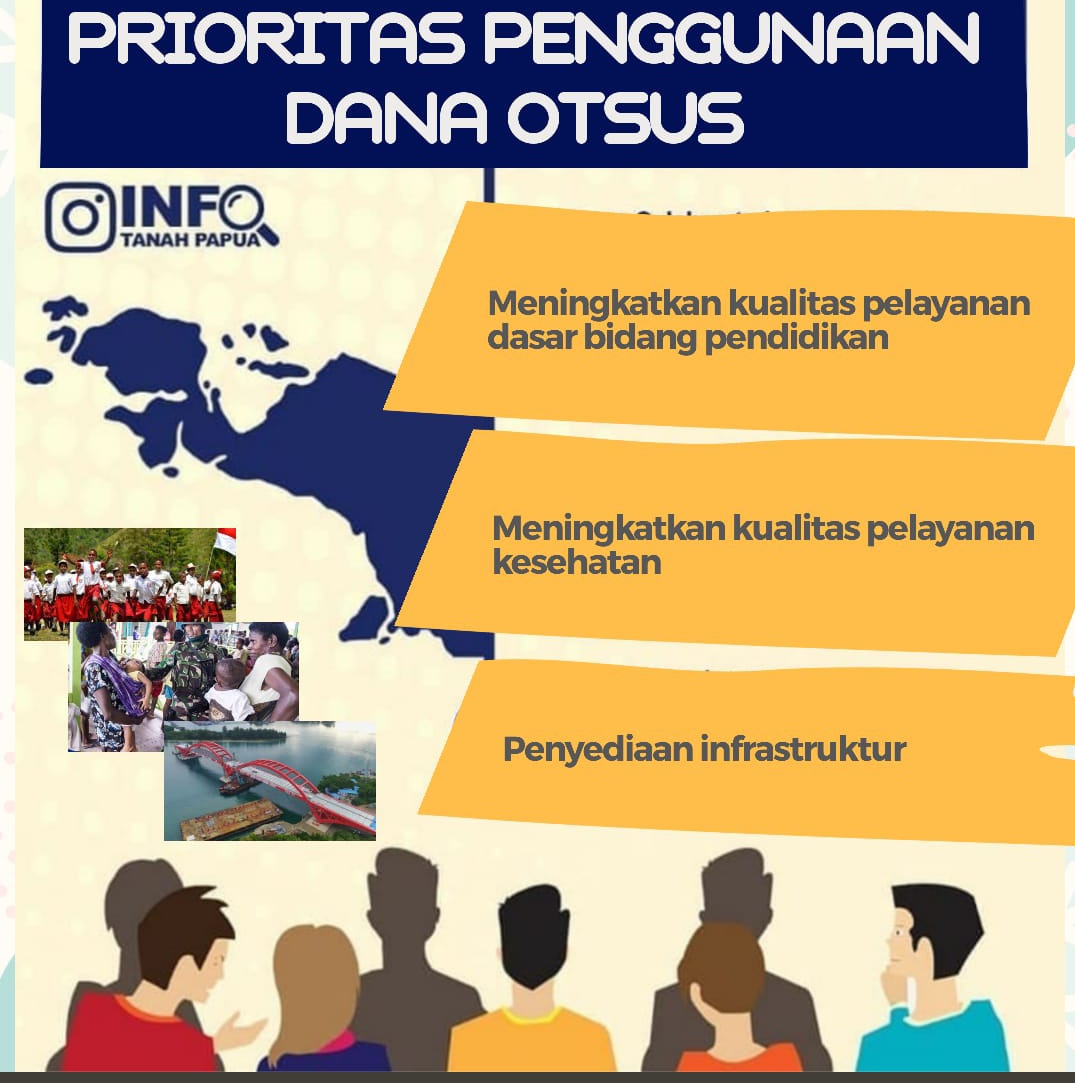 PRIORITAS PENGGUNAAN
DANA OTSUS
INFO
TANAH PAPUA
Meningkatkan kualitas pelayanan
dasar bidang pendidikan
Meningkatkan kualitas pelayanan
kesehatan
Penyediaan infrastruktur